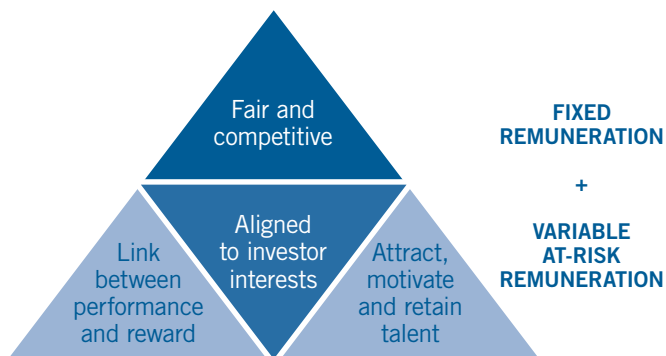 Fair and
competitive
Aligned
to investor
interests
Link
between
performance
and reward
Attract,
motivate
and retain
talent
FIXED
REMUNERATION
+
VARIABLE
AT-RISK
REMUNERATION